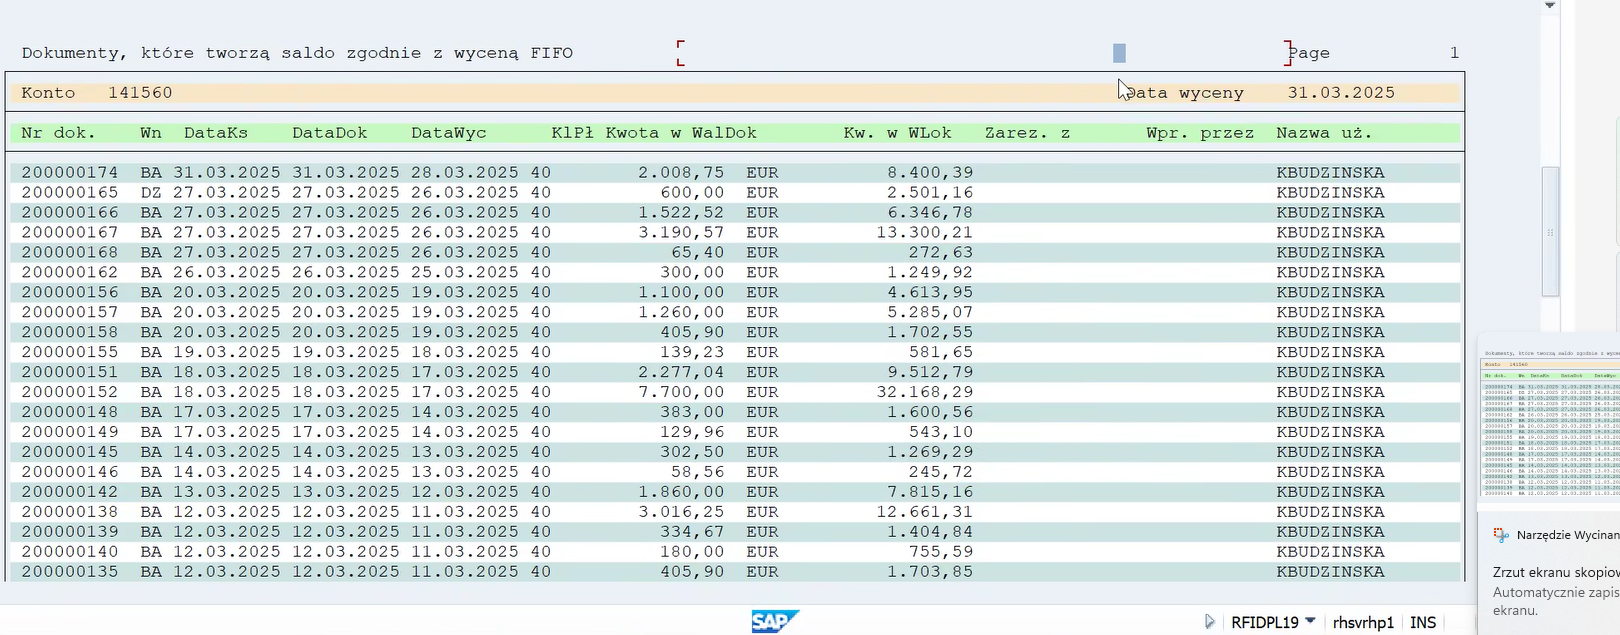 Dokumenty, które tworzą saldo zgodnie z wyceną FIFO Page 1
Konto 141560 Data wyceny 31.03.2025
Nr dok. Wn DataKs DataDok DataWyc KlPł Kwota w WalDok Kw. w WLok Zarez. z Wpr. przez Nazwa uż.
200000174 BA 31.03.2025 31.03.2025 28.03.2025 40 2.008,75 EUR 8.400,39 KBUDZINSKA
200000165 DZ 27.03.2025 27.03.2025 26.03.2025 40 600,00 EUR 2.501,16 KBUDZINSKA
200000166 BA 27.03.2025 27.03.2025 26.03.2025 40 1.522,52 EUR 6.346,78 KBUDZINSKA
200000167 BA 27.03.2025 27.03.2025 26.03.2025 40 3.190,57 EUR 13.300,21 KBUDZINSKA
200000168 BA 27.03.2025 27.03.2025 26.03.2025 40 65,40 EUR 272,63 KBUDZINSKA
200000162 BA 26.03.2025 26.03.2025 25.03.2025 40 300,00 EUR 1.249,92 KBUDZINSKA
200000156 BA 20.03.2025 20.03.2025 19.03.2025 40 1.100,00 EUR 4.613,95 KBUDZINSKA
200000157 BA 20.03.2025 20.03.2025 19.03.2025 40 1.260,00 EUR 5.285,07 KBUDZINSKA
200000158 BA 20.03.2025 20.03.2025 19.03.2025 40 405,90 EUR 1.702,55 KBUDZINSKA
200000155 BA 19.03.2025 19.03.2025 18.03.2025 40 139,23 EUR 581,65 KBUDZINSKA
200000151 BA 18.03.2025 18.03.2025 17.03.2025 40 2.277,04 EUR 9.512,79 KBUDZINSKA
200000152 BA 18.03.2025 18.03.2025 17.03.2025 40 7.700,00 EUR 32.168,29 KBUDZINSKA
200000148 BA 17.03.2025 17.03.2025 14.03.2025 40 383,00 EUR 1.600,56 KBUDZINSKA
200000149 BA 17.03.2025 17.03.2025 14.03.2025 40 129,96 EUR 543,10 KBUDZINSKA
200000145 BA 14.03.2025 14.03.2025 13.03.2025 40 302,50 EUR 1.269,29 KBUDZINSKA
200000146 BA 14.03.2025 14.03.2025 13.03.2025 40 58,56 EUR 245,72 KBUDZINSKA
200000142 BA 13.03.2025 13.03.2025 12.03.2025 40 1.860,00 EUR 7.815,16 KBUDZINSKA
200000138 BA 12.03.2025 12.03.2025 11.03.2025 40 3.016,25 EUR 12.661,31 KBUDZINSKA
200000139 BA 12.03.2025 12.03.2025 11.03.2025 40 334,67 EUR 1.404,84 KBUDZINSKA
200000140 BA 12.03.2025 12.03.2025 11.03.2025 40 180,00 EUR 755,59 KBUDZINSKA
200000135 BA 12.03.2025 12.03.2025 11.03.2025 40 405,90 EUR 1.703,85 KBUDZINSKA
Narzędzie Wycinan
Zrzut ekranu skopiow
Automatycznie zapis
ekranu.
SAP RFIDPL19 rhsvrhp1 INS